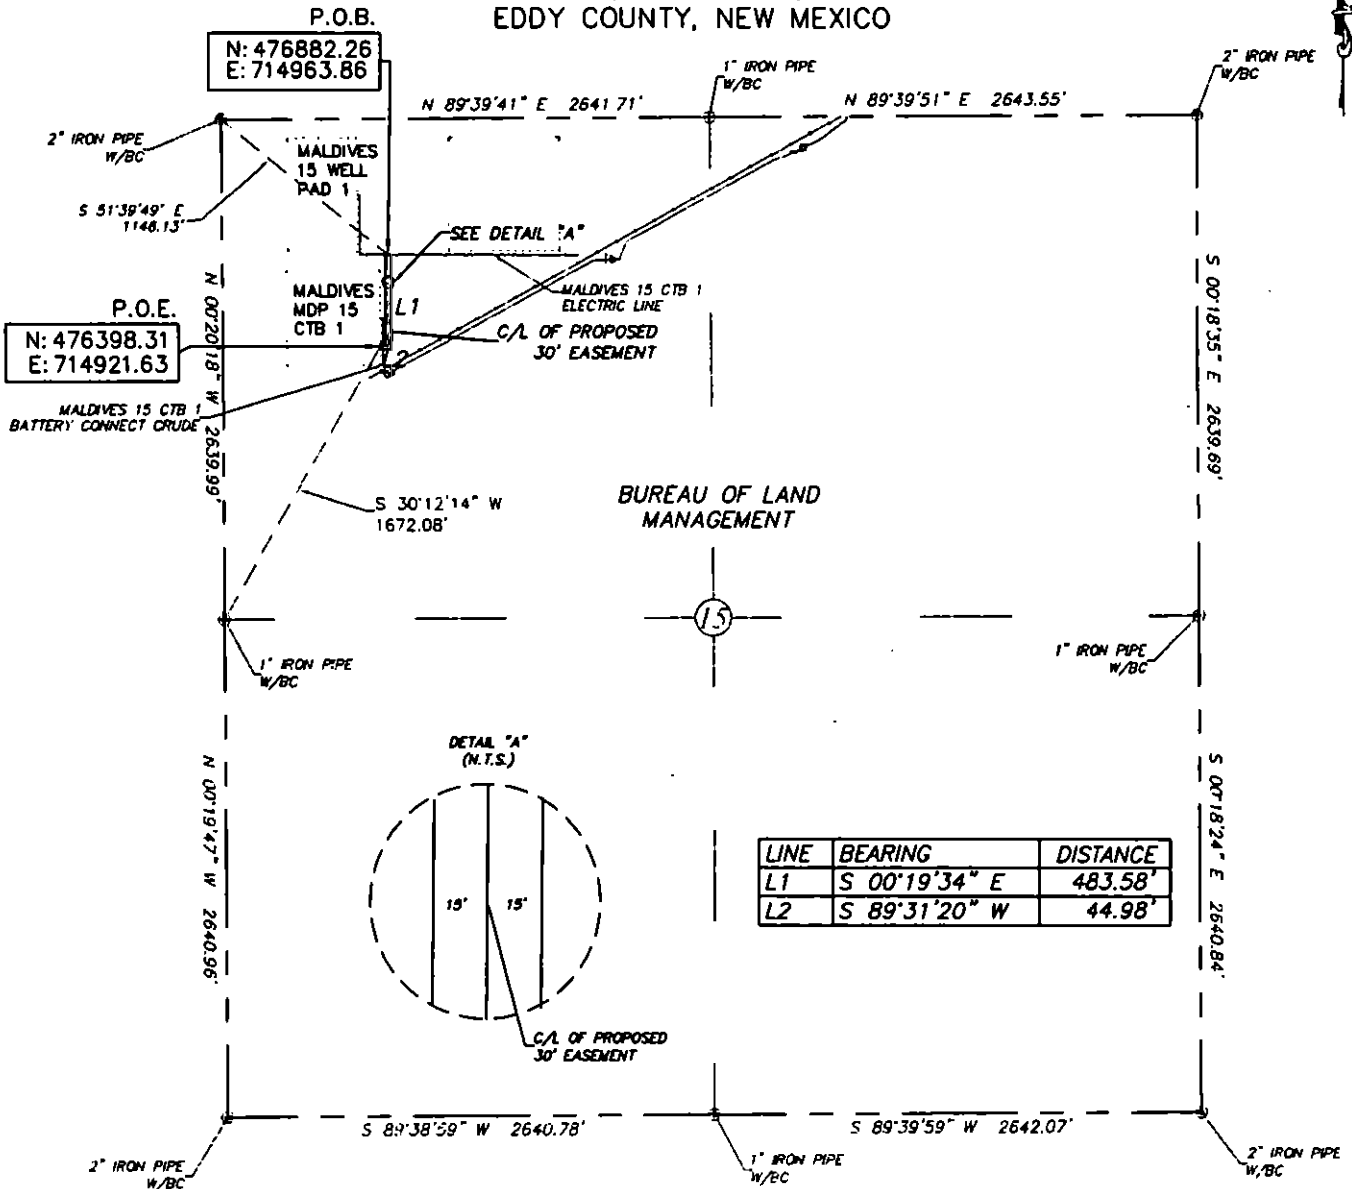 EDDY COUNTY, NEW MEXICO
P.O.B.
N: 476882.26
E: 714963.86
1" IRON PIPE
W/BC
2" IRON PIPE
W/BC
N 89°39'41" E 2641.71'
N 89°39'51" E 2643.55'
2" IRON PIPE
W/BC
MALDIVES
15 WELL
PAD 1
S 51°39'49" E
1146.13'
SEE DETAIL "A"
MALDIVES 15 CTB 1
ELECTRIC LINE
MALDIVES
MDP 15
CTB 1
L1
C/L OF PROPOSED
30' EASEMENT
P.O.E.
N: 476398.31
E: 714921.63
2
MALDIVES 15 CTB 1
BATTERY CONNECT CRUDE
N 00°20'18" W 2639.99'
S 00°18'35" E 2639.69'
S 30°12'14" W
1672.08'
BUREAU OF LAND
MANAGEMENT
15
1" IRON PIPE
W/BC
1" IRON PIPE
W/BC
DETAIL "A"
(N.T.S.)
15' 15'
C/L OF PROPOSED
30' EASEMENT
N 00°19'47" W 2640.96'
S 00°18'24" E 2640.84'
LINE BEARING DISTANCE
L1 S 00°19'34" E 483.58'
L2 S 89°31'20" W 44.98'
S 89°38'59" W 2640.78'
S 89°39'59" W 2642.07'
2" IRON PIPE
W/BC
1" IRON PIPE
W/BC
2" IRON PIPE
W/BC